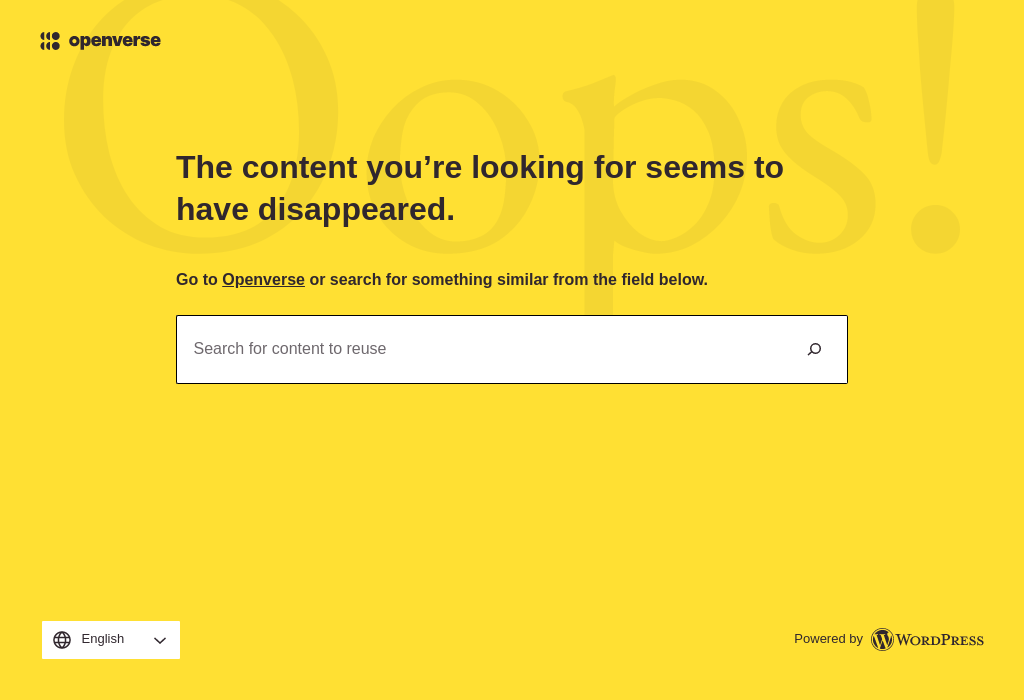 openverse
Oops!
The content you’re looking for seems to
have disappeared.
Go to Openverse or search for something similar from the field below.
Search for content to reuse
English
Powered by WORDPRESS